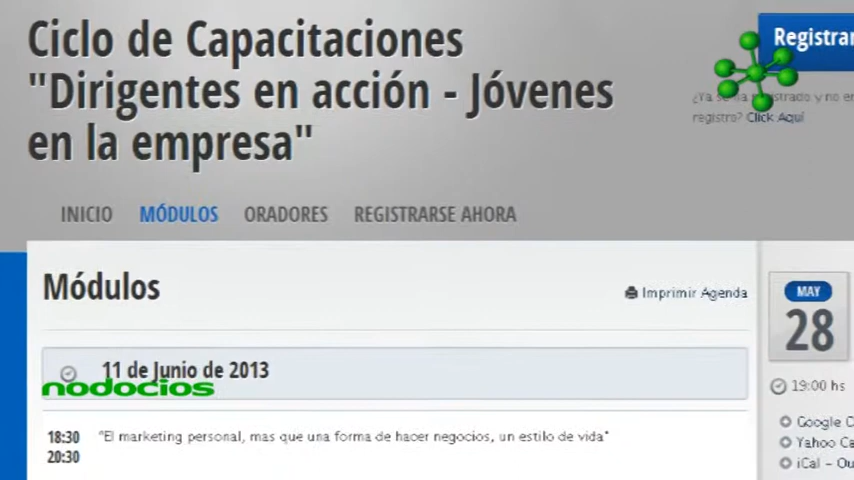 Ciclo de Capacitaciones
"Dirigentes en acción - Jóvenes
en la empresa"
Registrar
registro? Click Aquí
INICIO MÓDULOS ORADORES REGISTRARSE AHORA
Módulos
Imprimir Agenda
MAY
28
11 de Junio de 2013
nodocios
19:00 hs
18:30 "El marketing personal, mas que una forma de hacer negocios, un estilo de vida"
20:30
Google C
Yahoo Ca
iCal - Ou